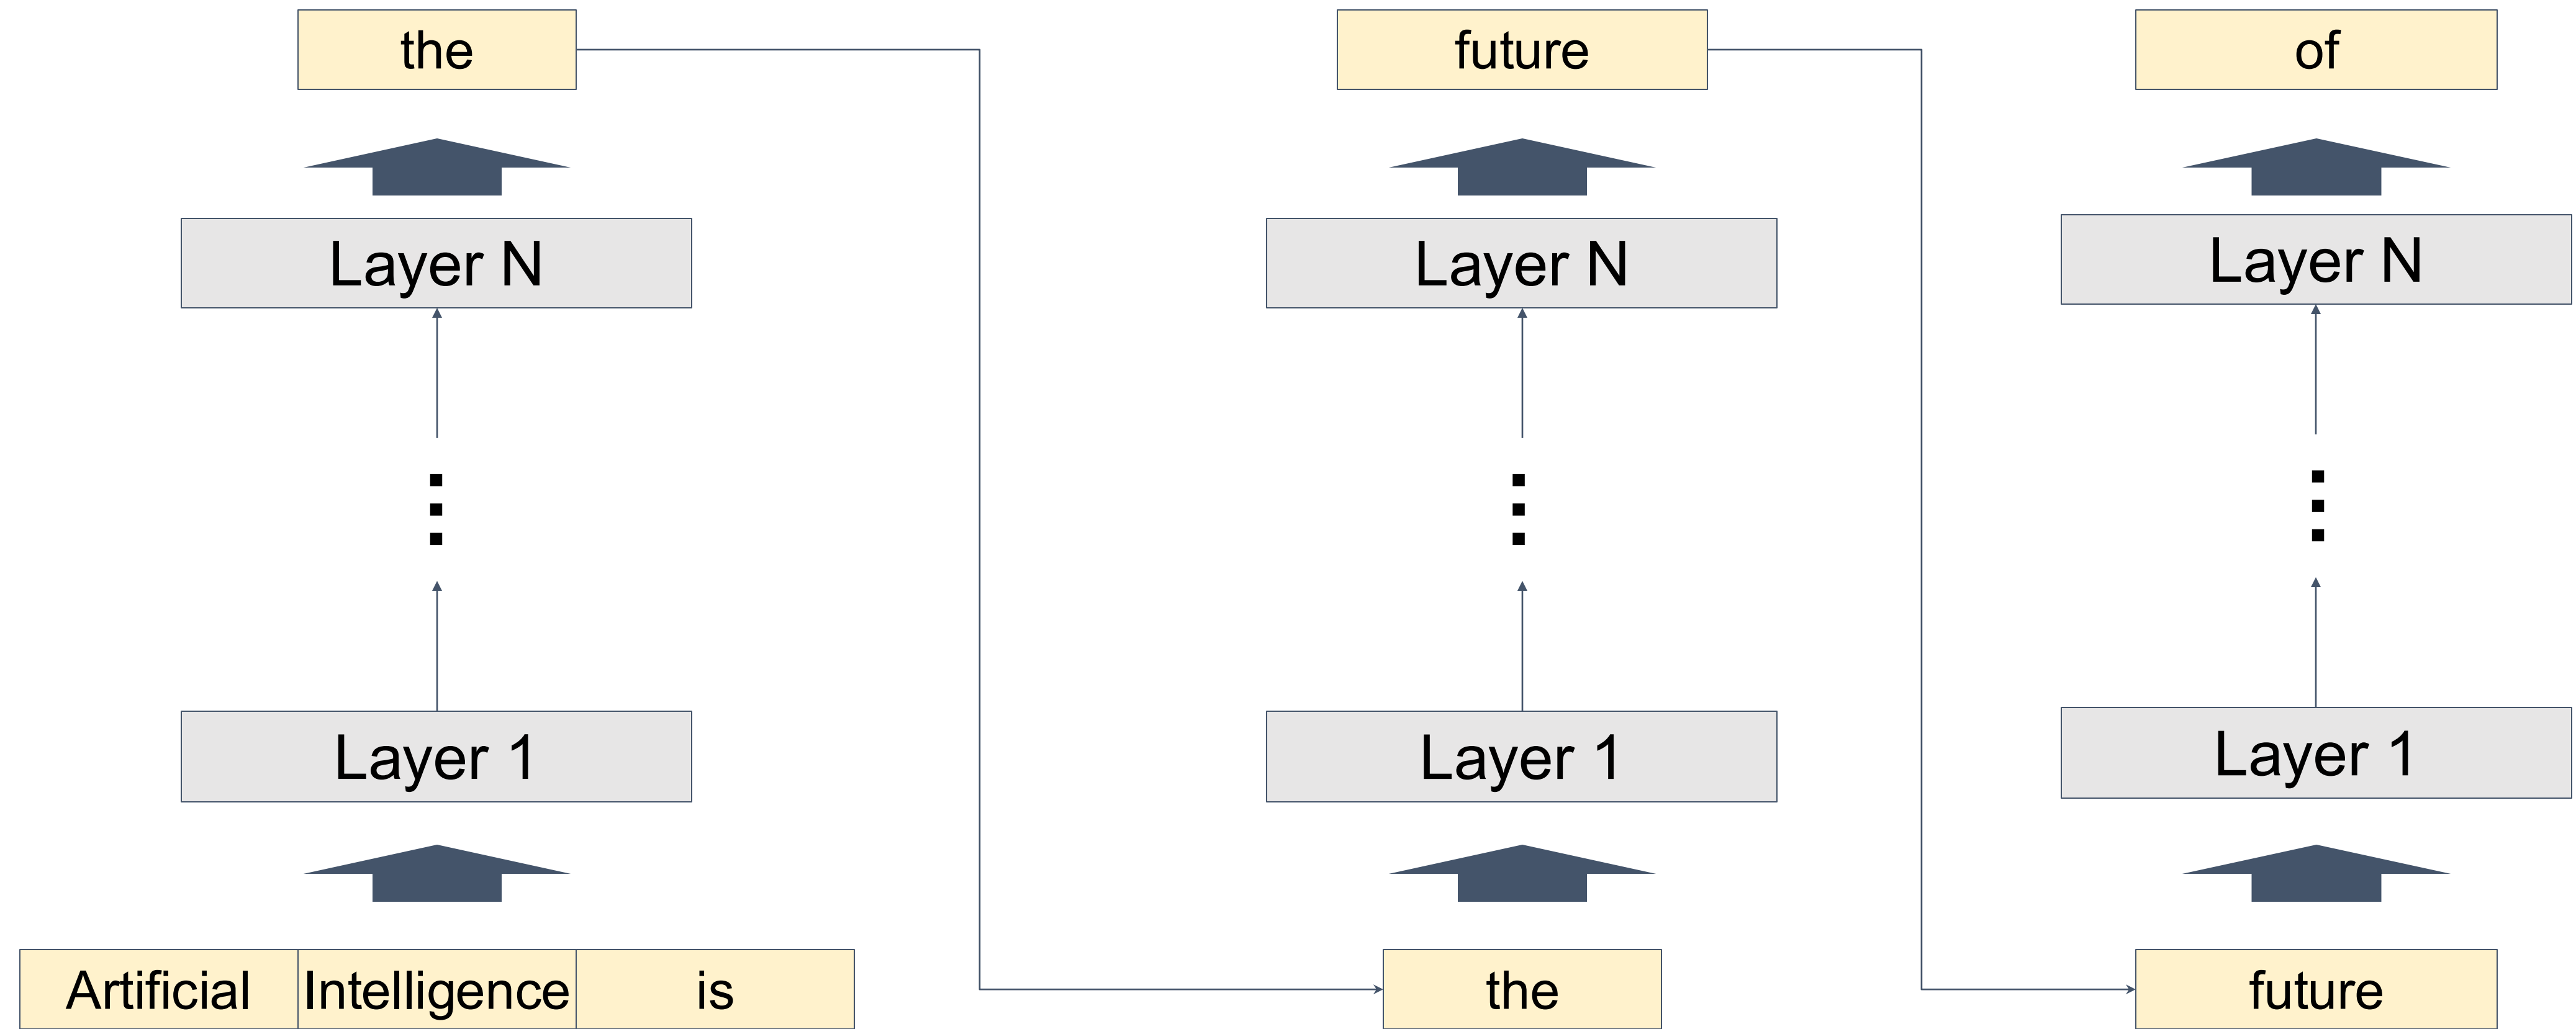 the
future
of
Layer N
Layer N
Layer N
Layer 1
Layer 1
Layer 1
Artificial Intelligence is
the
future